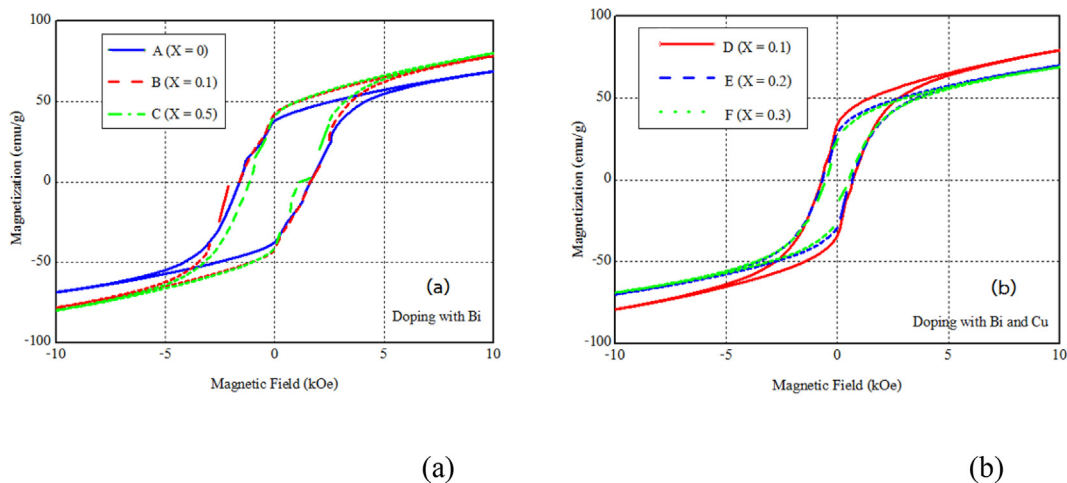 100
50
0
-50
-100
Magnetization (emu/g)
A (X = 0)
B (X = 0.1)
C (X = 0.5)
(a)
Doping with Bi
-10
-5
0
5
10
Magnetic Field (kOe)
100
50
0
-50
-100
Magnetization (emu/g)
D (X = 0.1)
E (X = 0.2)
F (X = 0.3)
(b)
Doping with Bi and Cu
-10
-5
0
5
10
Magnetic Field (kOe)
(a)
(b)